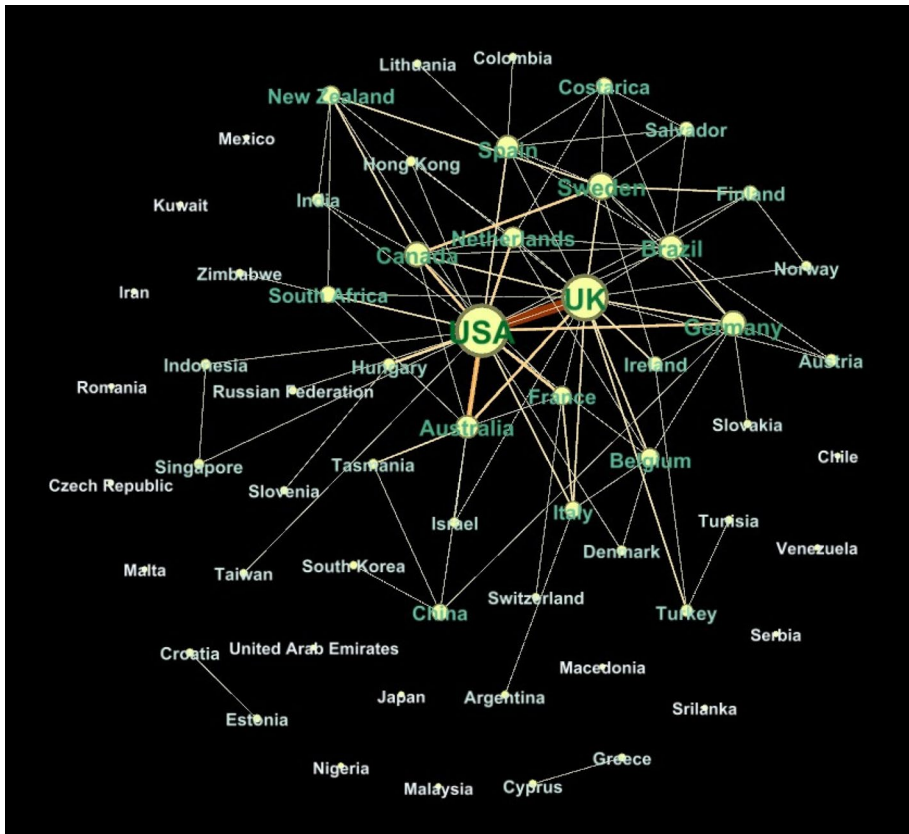 Colombia
Lithuania
Costarica
New Zealand
Salvador
Mexico
Spain
Hong Kong
Sweden
Finland
India
Kuwait
Netherlands
Brazil
Canada
Norway
Zimbabwe
Iran
South Africa
UK
USA
Germany
Indonesia
Hungary
Ireland
Austria
Romania
Russian Federation
France
Australia
Slovakia
Chile
Singapore
Tasmania
Belgium
Czech Republic
Slovenia
Israel
Italy
Tunisia
Denmark
Venezuela
Malta
Taiwan
South Korea
Switzerland
China
Turkey
Serbia
Croatia
United Arab Emirates
Macedonia
Japan
Argentina
Srilanka
Estonia
Nigeria
Greece
Malaysia
Cyprus